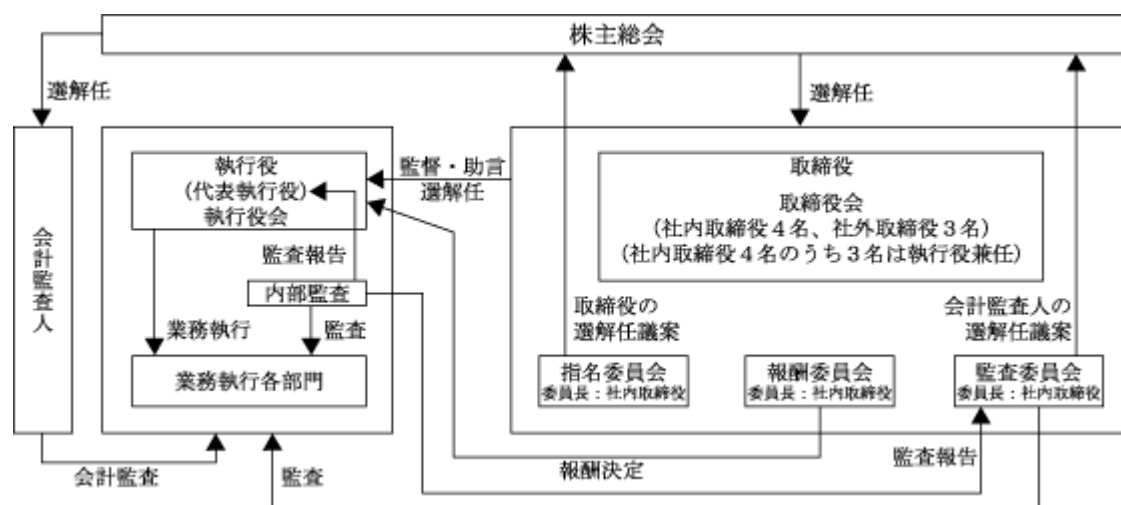 株主総会
選解任
選解任
会計監査人
執行役
(代表執行役)
執行役会
監督・助言
選解任
取締役
取締役会
(社内取締役4名、社外取締役3名)
(社内取締役4名のうち3名は執行役兼任)
監査報告
内部監査
業務執行
監査
取締役の
選解任議案
会計監査人の
選解任議案
業務執行各部門
指名委員会
委員長:社内取締役
報酬委員会
委員長:社内取締役
監査委員会
委員長:社内取締役
会計監査
監査
報酬決定
監査報告